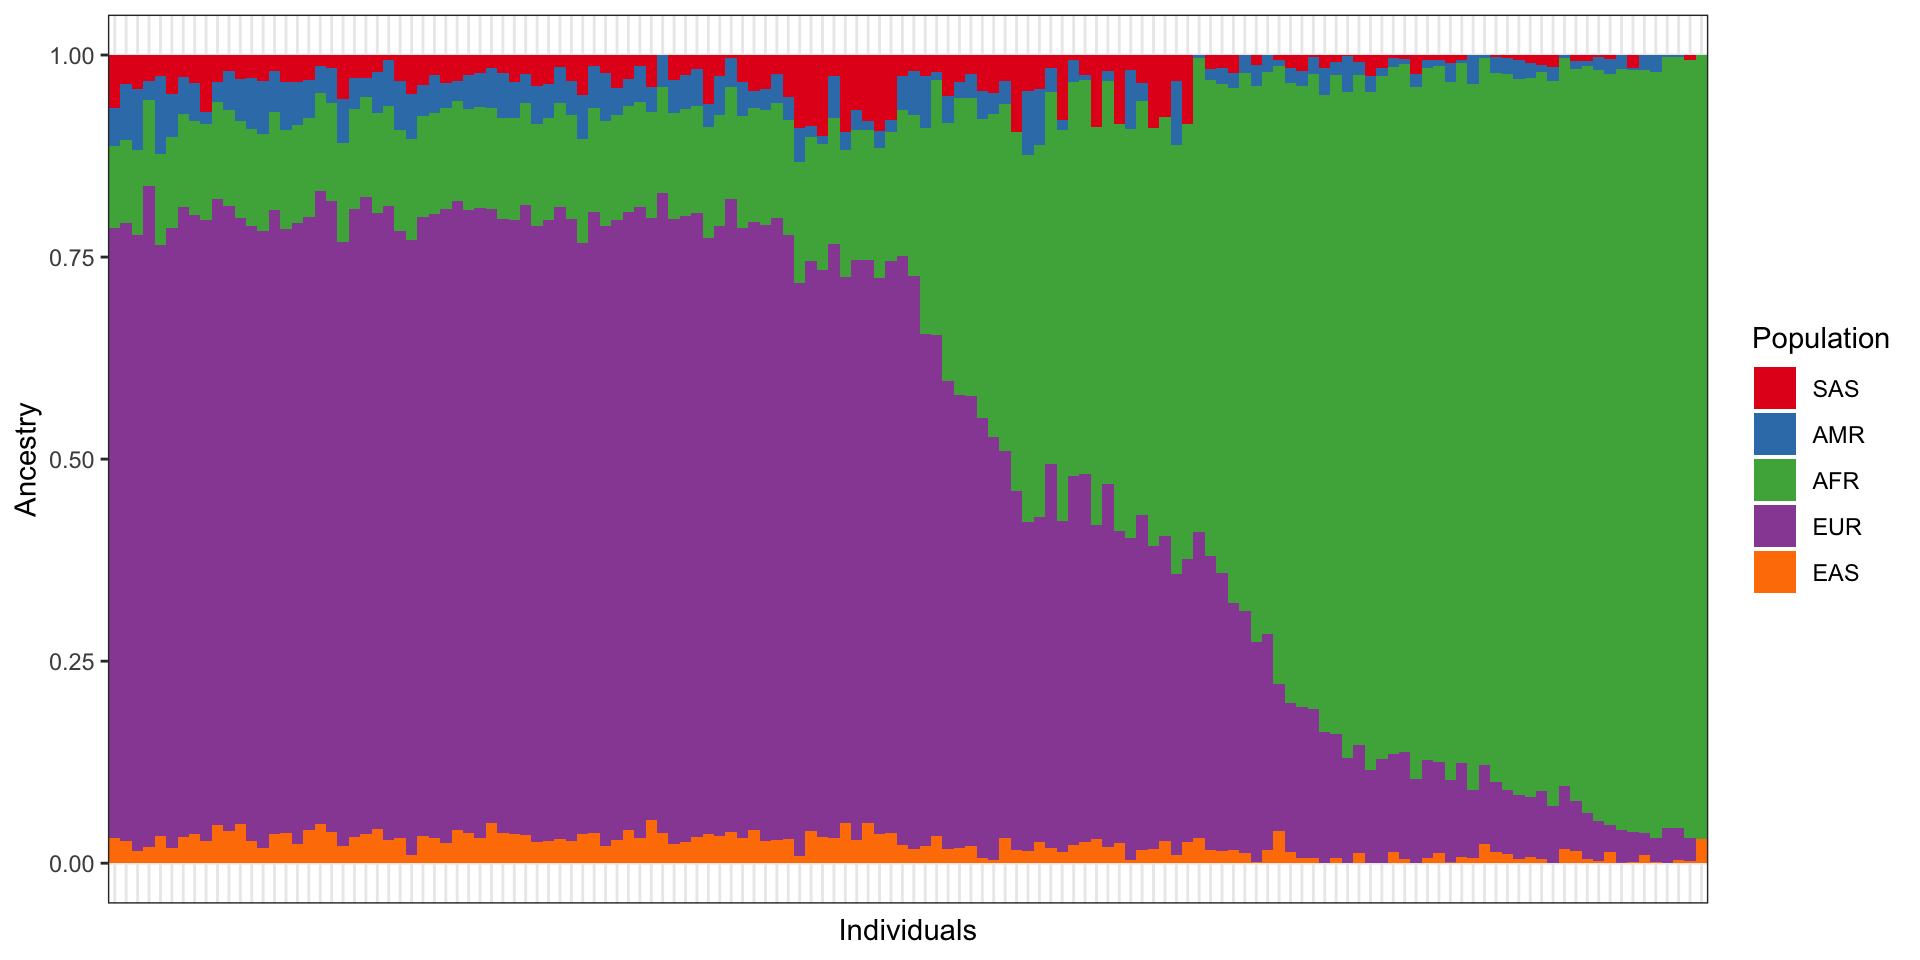 1.00
0.75
0.50
0.25
0.00
Ancestry
Individuals
Population
SAS
AMR
AFR
EUR
EAS